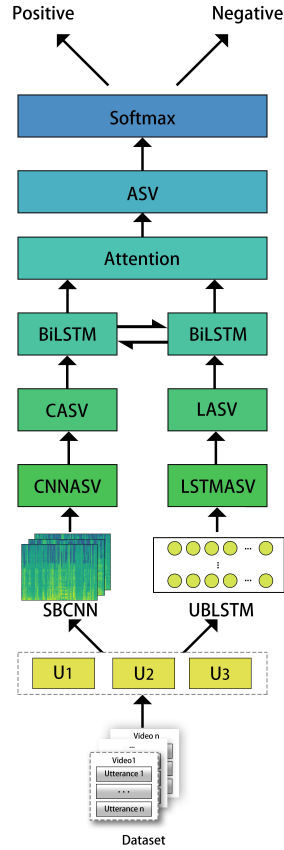 Positive Negative
Softmax
ASV
Attention
BiLSTM BiLSTM
CASV LASV
CNNASV LSTMASV
...
⋮
...
SBCNN UBLSTM
U1 U2 U3
Video n
...
Video1
Utterance 1
...
Utterance n
Dataset